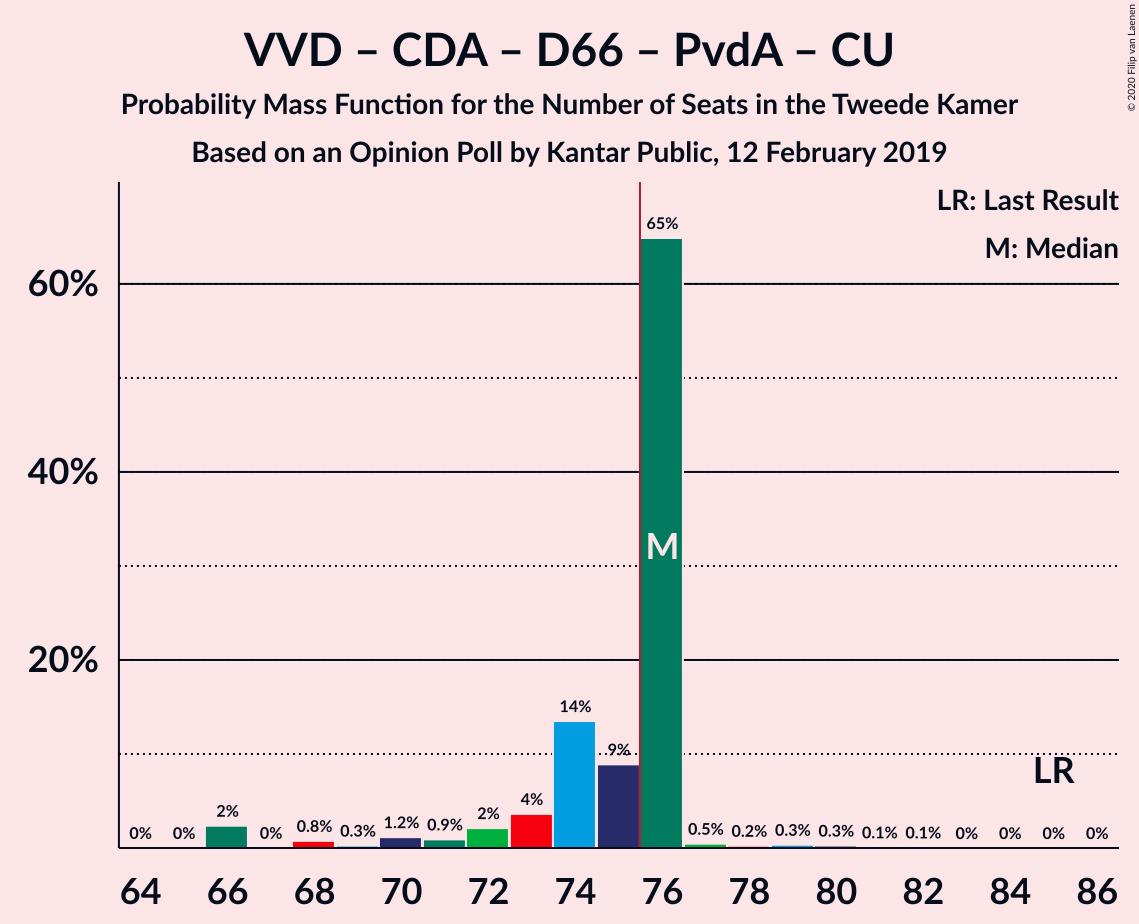 VVD – CDA – D66 – PvdA – CU
Probability Mass Function for the Number of Seats in the Tweede Kamer
Based on an Opinion Poll by Kantar Public, 12 February 2019
© 2020 Filip van Laenen
LR: Last Result
M: Median
60%
40%
20%
0% 0% 2% 0% 0.8% 0.3% 1.2% 0.9% 2% 4% 14% 9% 65% 0.5% 0.2% 0.3% 0.3% 0.1% 0.1% 0% 0% 0% 0%
M
LR
64 66 68 70 72 74 76 78 80 82 84 86